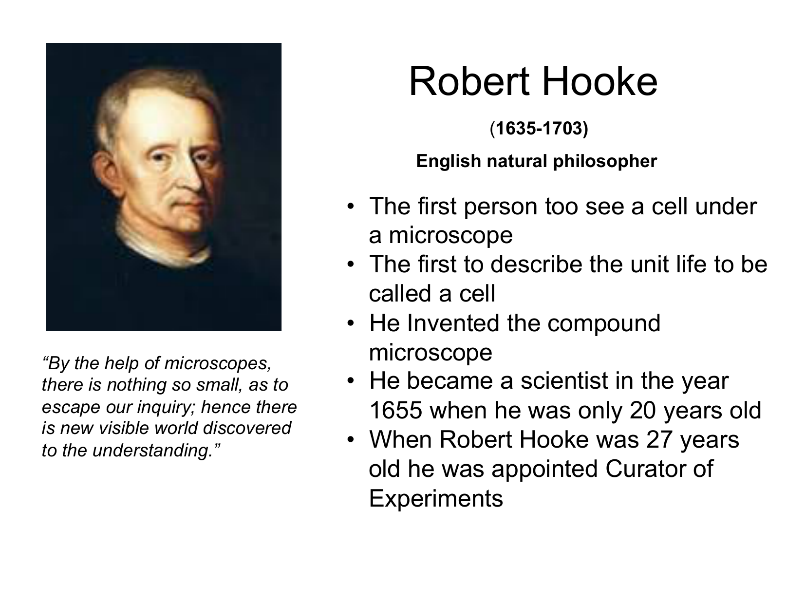 Robert Hooke
(1635-1703)
English natural philosopher
• The first person too see a cell under
a microscope
• The first to describe the unit life to be
called a cell
• He Invented the compound
microscope
• He became a scientist in the year
1655 when he was only 20 years old
• When Robert Hooke was 27 years
old he was appointed Curator of
Experiments
“By the help of microscopes,
there is nothing so small, as to
escape our inquiry; hence there
is new visible world discovered
to the understanding.”